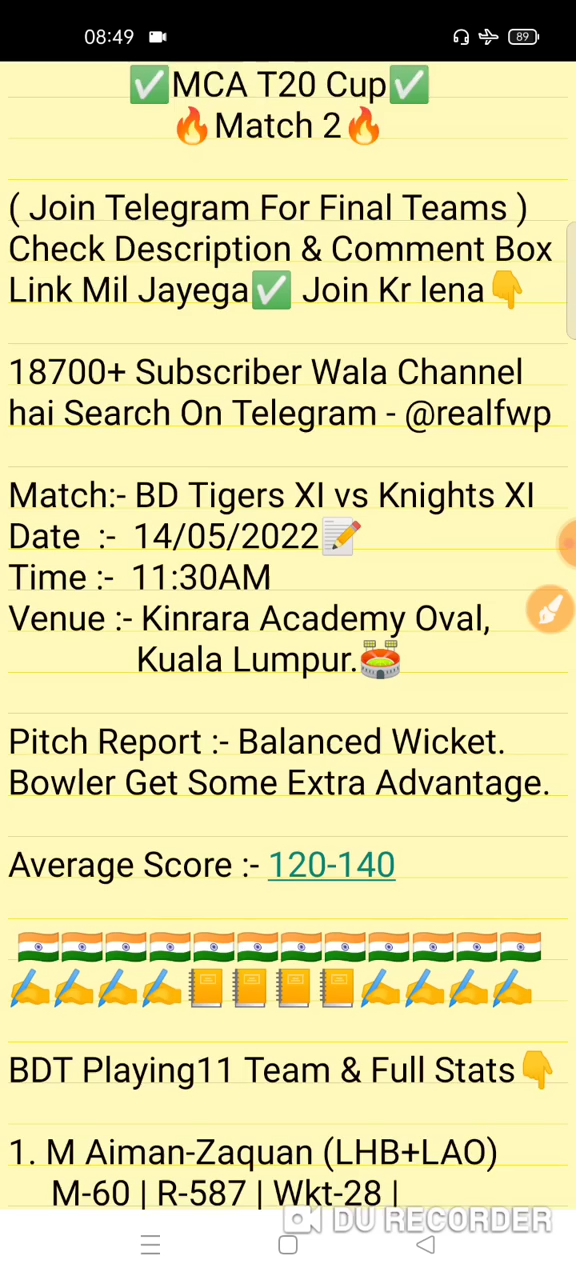 08:49
89
✅MCA T20 Cup✅
🔥Match 2🔥
( Join Telegram For Final Teams )
Check Description & Comment Box
Link Mil Jayega✅ Join Kr lena👇
18700+ Subscriber Wala Channel
hai Search On Telegram - @realfwp
Match:- BD Tigers XI vs Knights XI
Date :- 14/05/2022📝
Time :- 11:30AM
Venue :- Kinrara Academy Oval,
Kuala Lumpur.🏟
Pitch Report :- Balanced Wicket.
Bowler Get Some Extra Advantage.
Average Score :- 120-140
🇮🇳🇮🇳🇮🇳🇮🇳🇮🇳🇮🇳🇮🇳🇮🇳🇮🇳🇮🇳🇮🇳🇮🇳
✍✍✍✍📒📒📒📒✍✍✍✍
BDT Playing11 Team & Full Stats👇
1. M Aiman-Zaquan (LHB+LAO)
M-60 | R-587 | Wkt-28 |
DU RECORDER